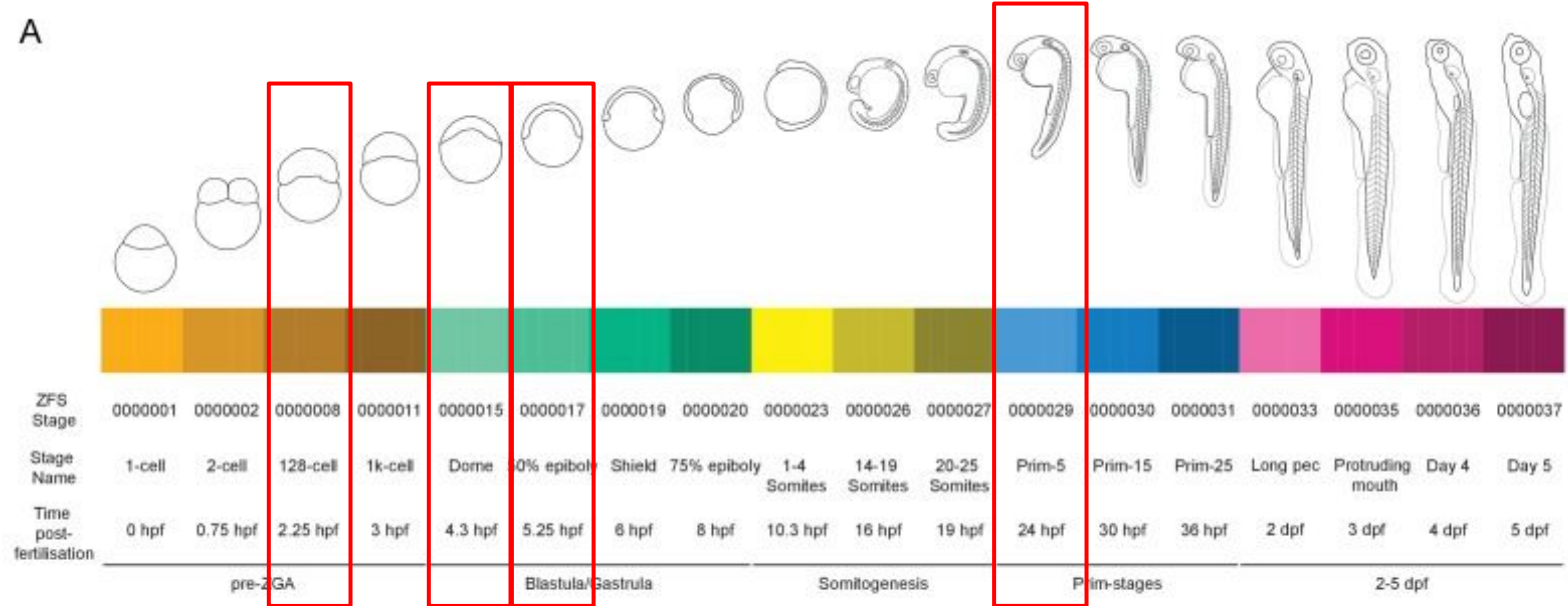 A
ZFS
Stage
0000001 0000002 0000008 0000011 0000015 0000017 0000019 0000020 0000023 0000026 0000027 0000029 0000030 0000031 0000033 0000035 0000036 0000037
Stage
Name
1-cell 2-cell 128-cell 1k-cell Dome 50% epiboly Shield 75% epiboly 1-4 14-19 20-25 Prim-5 Prim-15 Prim-25 Long pec Protruding Day 4 Day 5
Somites Somites Somites mouth
Time
post-
fertilisation
0 hpf 0.75 hpf 2.25 hpf 3 hpf 4.3 hpf 5.25 hpf 6 hpf 8 hpf 10.3 hpf 16 hpf 19 hpf 24 hpf 30 hpf 36 hpf 2 dpf 3 dpf 4 dpf 5 dpf
pre-ZGA Blastula/Gastrula Somitogenesis Prim-stages 2-5 dpf